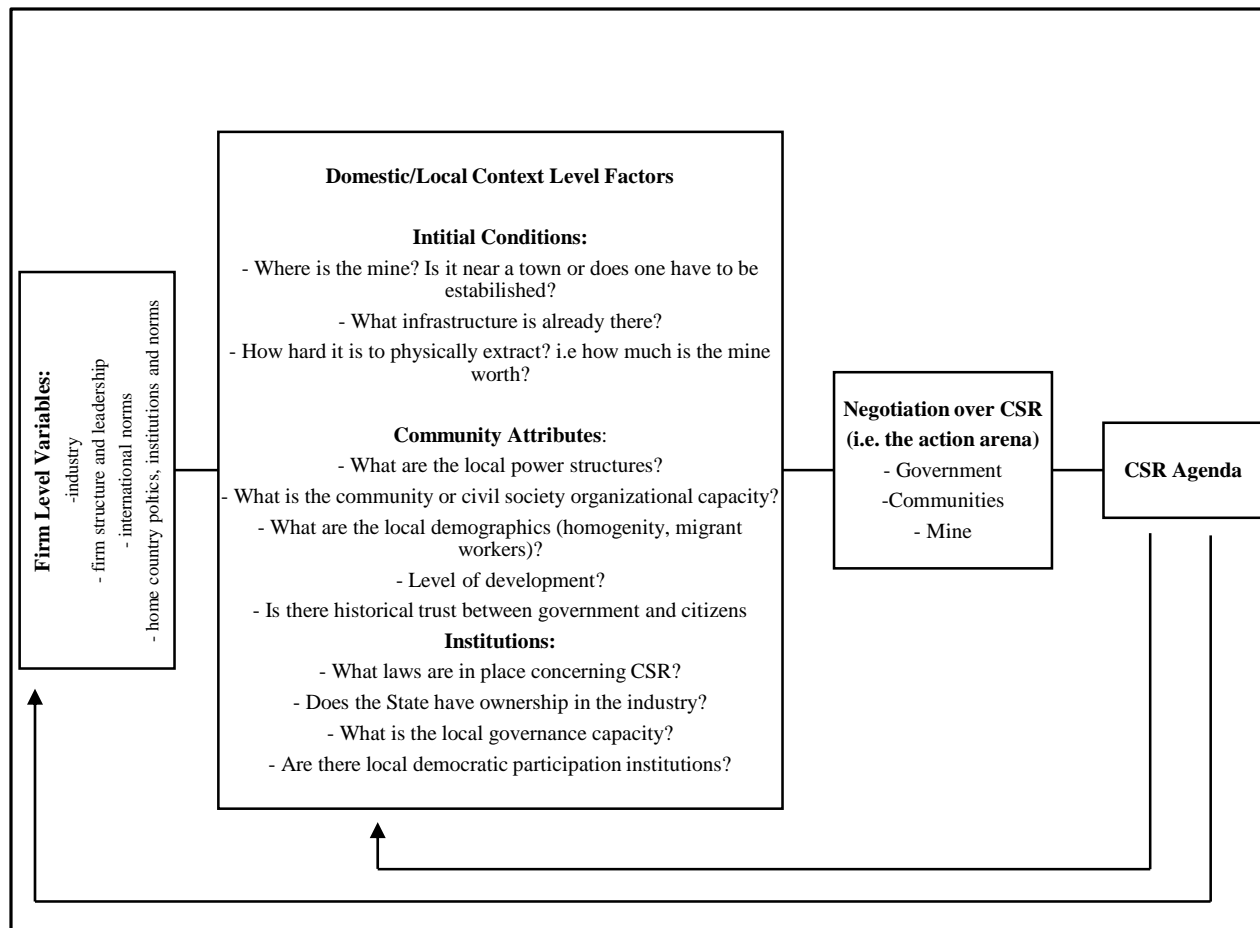 Firm Level Variables:
-industry
- firm structure and leadership
- international norms
- home country poltics, institutions and norms
Domestic/Local Context Level Factors
Intitial Conditions:
- Where is the mine? Is it near a town or does one have to be
estabilished?
- What infrastructure is already there?
- How hard it is to physically extract? i.e how much is the mine
worth?
Community Attributes:
- What are the local power structures?
- What is the community or civil society organizational capacity?
- What are the local demographics (homogenity, migrant
workers)?
- Level of development?
- Is there historical trust between government and citizens
Institutions:
- What laws are in place concerning CSR?
- Does the State have ownership in the industry?
- What is the local governance capacity?
- Are there local democratic participation institutions?
Negotiation over CSR
(i.e. the action arena)
- Government
-Communities
- Mine
CSR Agenda